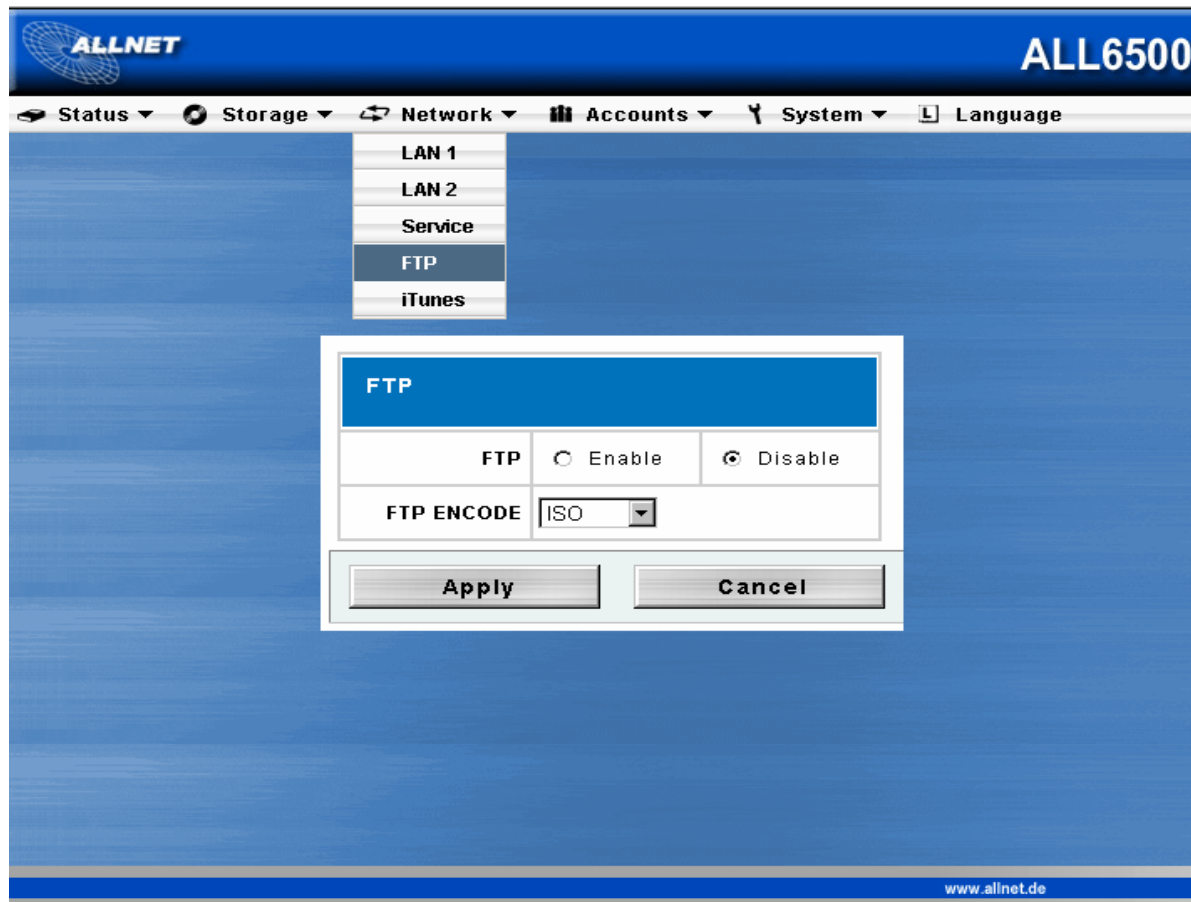 ALLNET
ALL6500
Status Storage Network Accounts System L Language
LAN 1
LAN 2
Service
FTP
iTunes
FTP
FTP Enable Disable
FTP ENCODE ISO
Apply Cancel
www.allnet.de